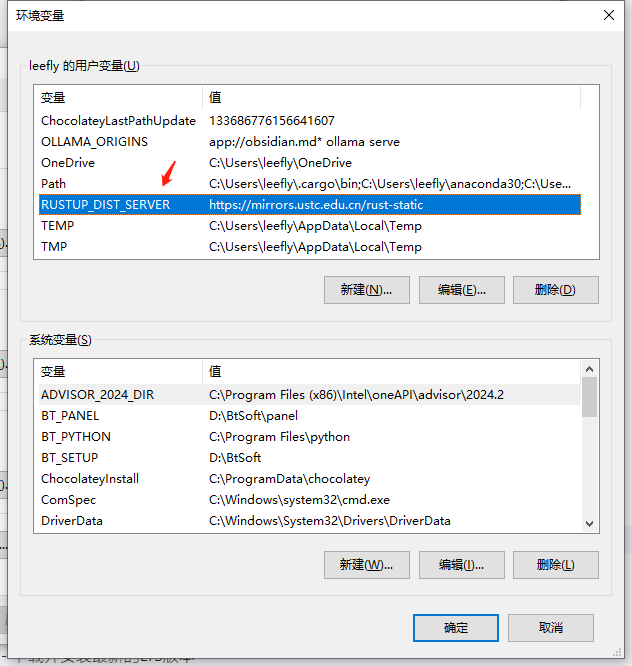 环境变量
leefly 的用户变量(U)
变量 值
ChocolateyLastPathUpdate 133686776156641607
OLLAMA_ORIGINS app://obsidian.md* ollama serve
OneDrive C:\Users\leefly\OneDrive
Path C:\Users\leefly\.cargo\bin;C:\Users\leefly\anaconda30;C:\Use...
RUSTUP_DIST_SERVER https://mirrors.ustc.edu.cn/rust-static
TEMP C:\Users\leefly\AppData\Local\Temp
TMP C:\Users\leefly\AppData\Local\Temp
新建(N)... 编辑(E)... 删除(D)
系统变量(S)
变量 值
ADVISOR_2024_DIR C:\Program Files (x86)\Intel\oneAPI\advisor\2024.2
BT_PANEL D:\BtSoft\panel
BT_PYTHON C:\Program Files\python
BT_SETUP D:\BtSoft
ChocolateyInstall C:\ProgramData\chocolatey
ComSpec C:\Windows\system32\cmd.exe
DriverData C:\Windows\System32\Drivers\DriverData
新建(W)... 编辑(I)... 删除(L)
确定 取消